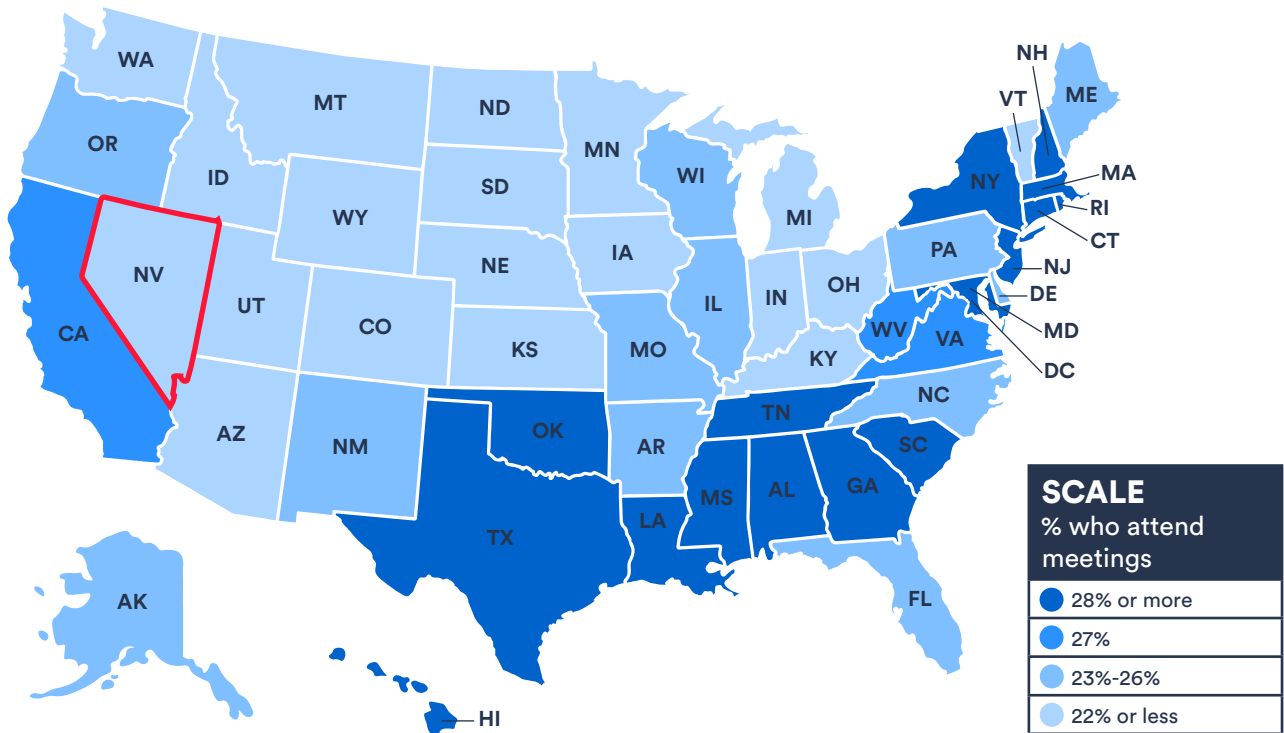 NH
WA
ME
VT
MT
ND
OR
MN
ID
SD
WI
NY
MA
WY
MI
RI
CT
IA
PA
NV
NE
NJ
OH
DE
UT
IN
IL
CO
WV
MD
CA
VA
KS
MO
KY
DC
NC
TN
OK
AZ
NM
AR
SC
GA
MS
AL
LA
TX
SCALE
% who attend
meetings
28% or more
27%
23%-26%
22% or less
AK
FL
HI